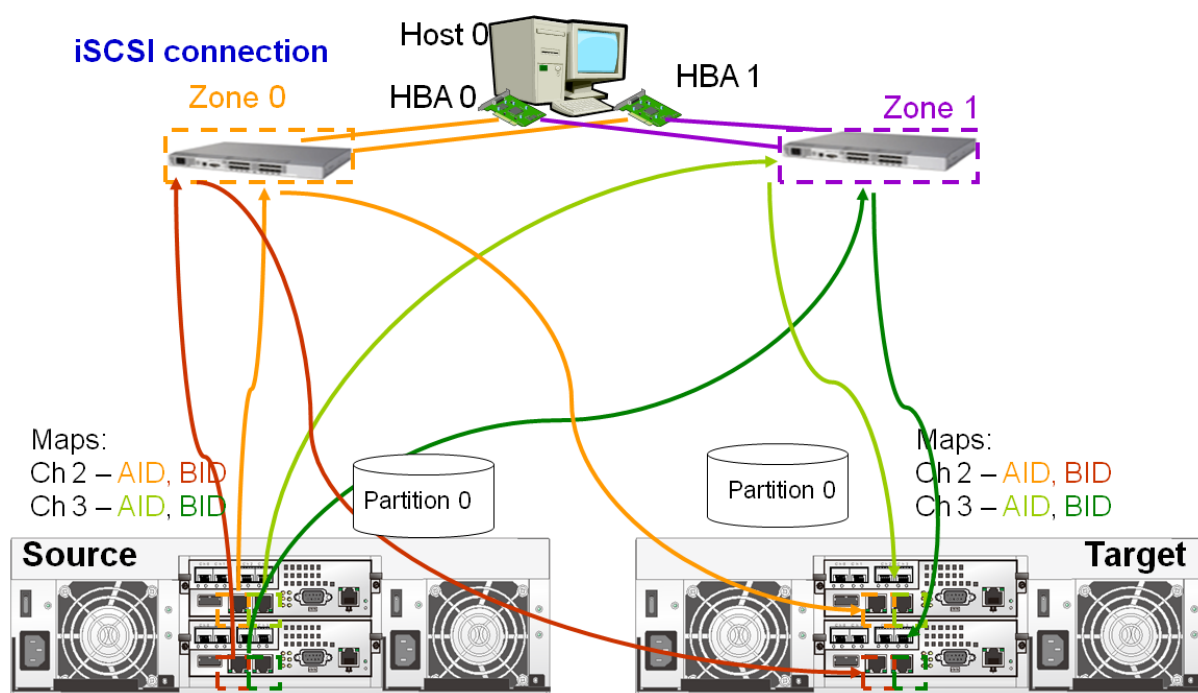 Host 0
iSCSI connection
HBA 1
Zone 0
HBA 0
Zone 1
Maps:
Ch 2 – AID, BID
Ch 3 – AID, BID
Partition 0
Partition 0
Maps:
Ch 2 – AID, BID
Ch 3 – AID, BID
Source
Target